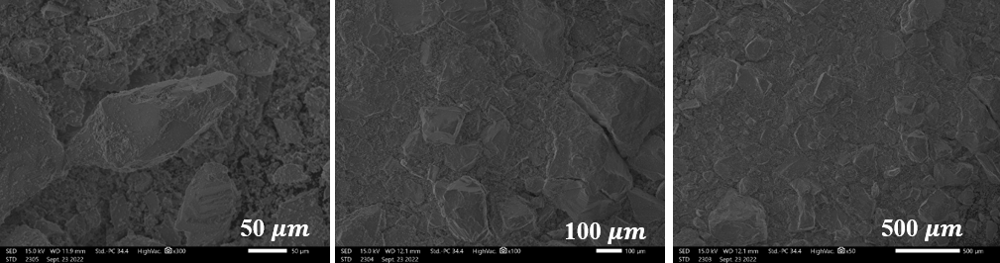 50 μm
SED 15.0 kV WD 11.9 mm Std.-PC 34.4 HighVac. x300 50 μm
STD 2305 Sept. 23 2022
100 μm
SED 15.0 kV WD 12.1 mm Std.-PC 34.4 HighVac. x100 100 μm
STD 2304 Sept. 23 2022
500 μm
SED 15.0 kV WD 12.1 mm Std.-PC 34.4 HighVac. x50 500 μm
STD 2303 Sept. 23 2022